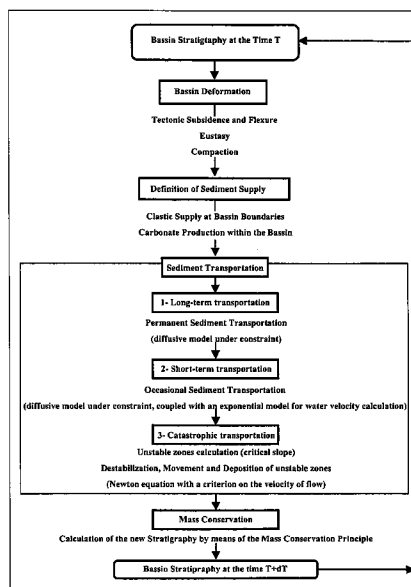 Bassin Stratigtaphy at the Time T
Bassin Deformation
Tectonic Subsidence and Flexure
Eustasy
Compaction
Definition of Sediment Supply
Clastic Supply at Bassin Boundaries
Carbonate Production within the Bassin
Sediment Transportation
1- Long-term transportation
Permanent Sediment Transportation
(diffusive model under constraint)
2- Short-term transportation
Occasional Sediment Transportation
(diffusive model under constraint, coupled with an exponential model for water velocity calculation)
3- Catastrophic transportation
Unstable zones calculation (critical slope)
Destabilization, Movement and Deposition of unstable zones
(Newton equation with a criterion on the velocity of flow)
Mass Conservation
Calculation of the new Stratigraphy by means of the Mass Conservation Principle
Bassin Stratigraphy at the time T+dT